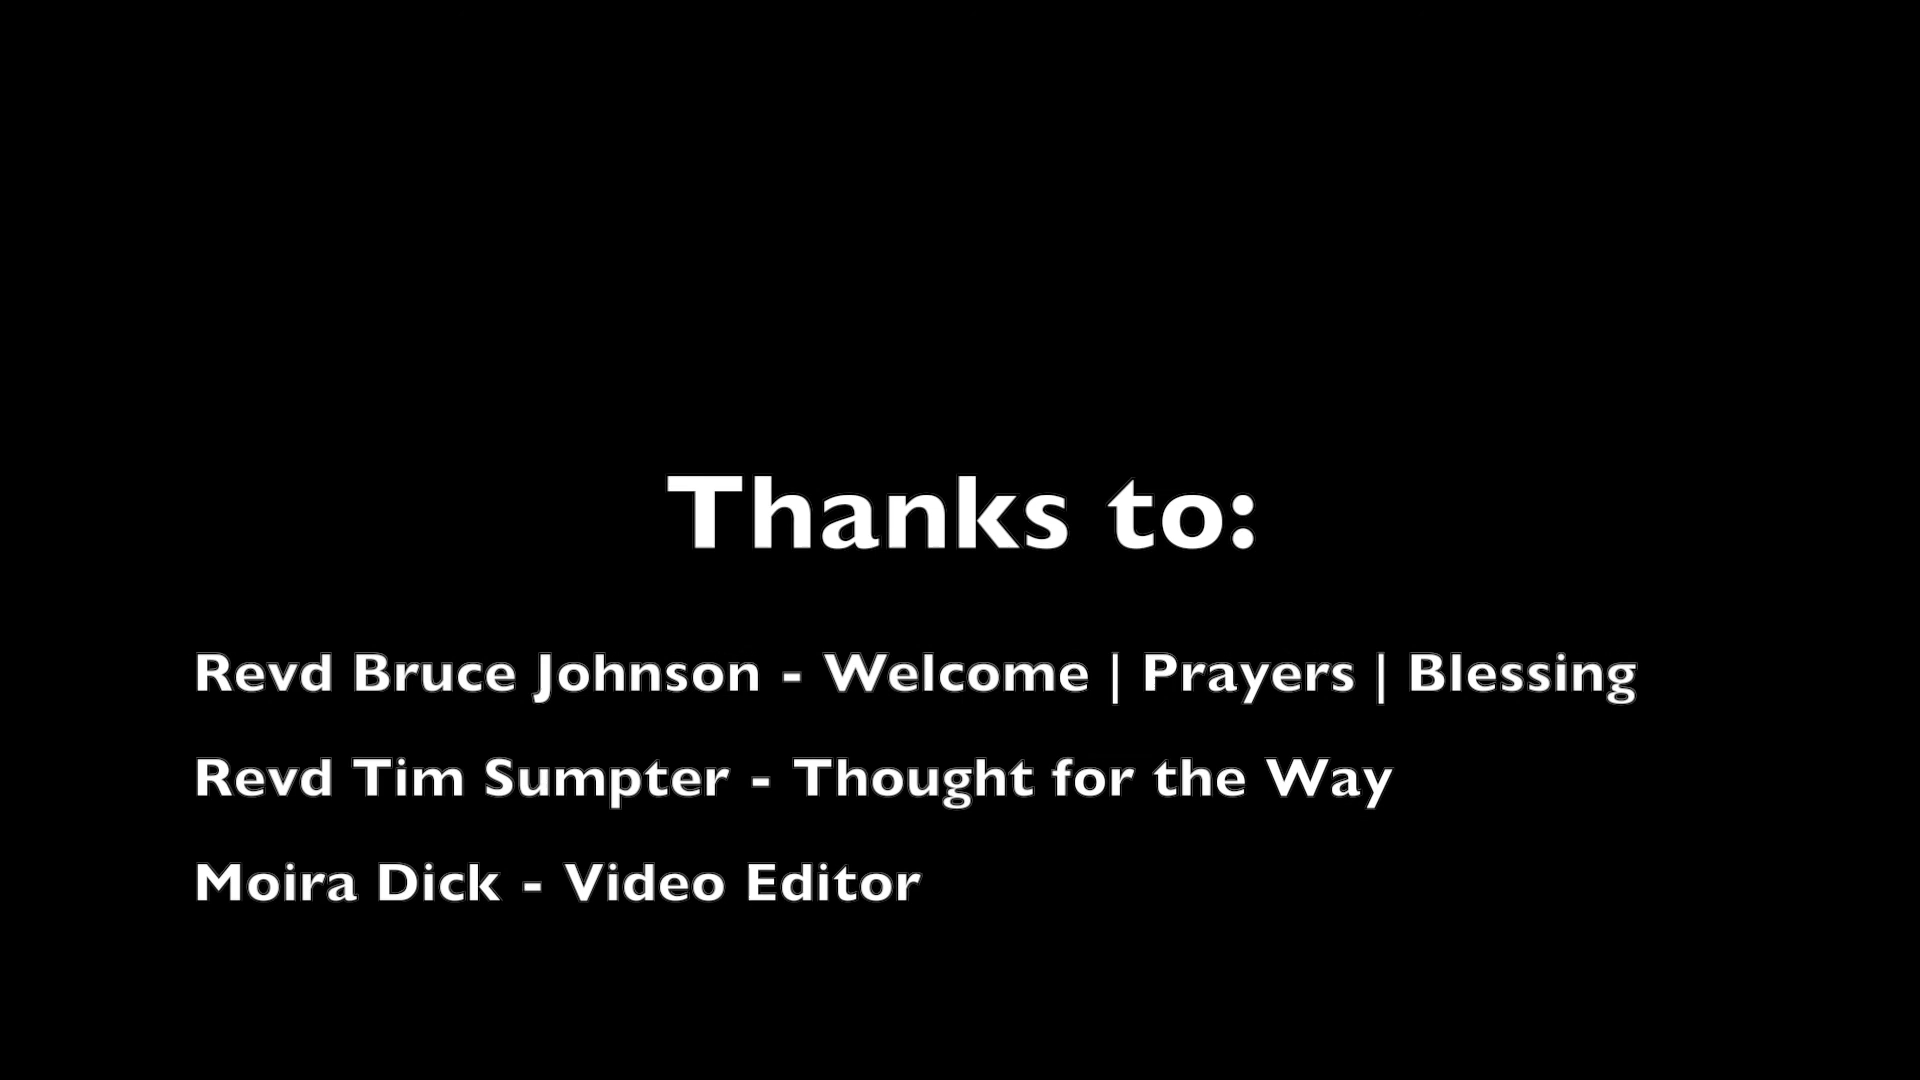 Thanks to:
Revd Bruce Johnson - Welcome | Prayers | Blessing
Revd Tim Sumpter - Thought for the Way
Moira Dick - Video Editor